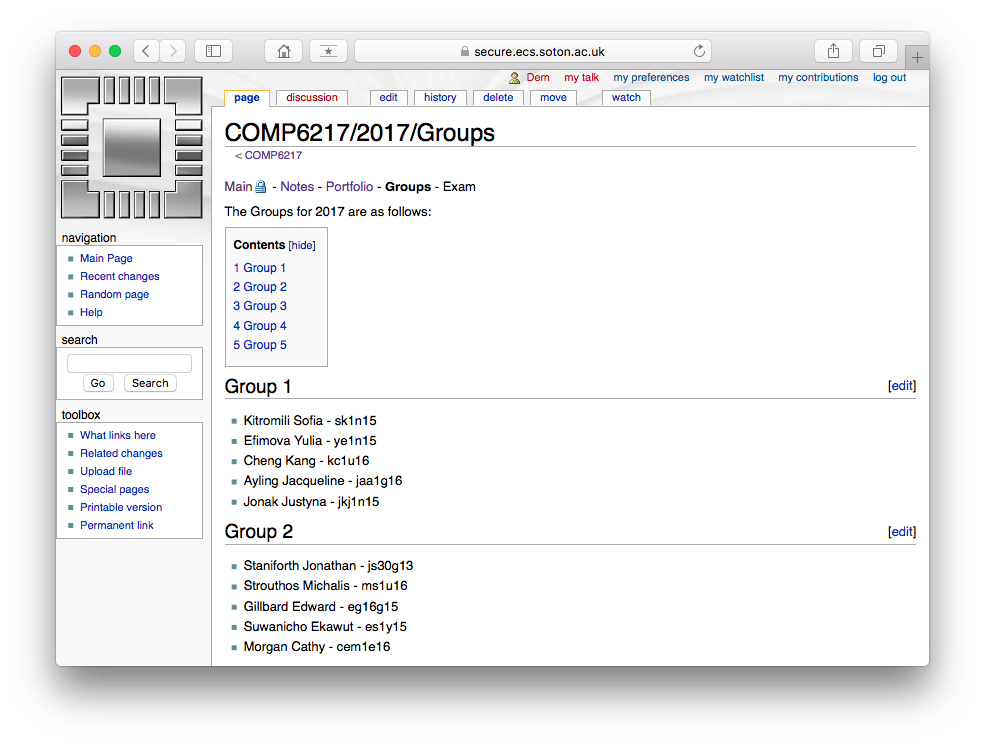 secure.ecs.soton.ac.uk
Dem my talk my preferences my watchlist my contributions log out
page discussion edit history delete move watch
COMP6217/2017/Groups
< COMP6217
Main - Notes - Portfolio - Groups - Exam
The Groups for 2017 are as follows:
Contents [hide]
1 Group 1
2 Group 2
3 Group 3
4 Group 4
5 Group 5
navigation
Main Page
Recent changes
Random page
Help
search
Go Search
toolbox
What links here
Related changes
Upload file
Special pages
Printable version
Permanent link
Group 1 [edit]
Kitromili Sofia - sk1n15
Efimova Yulia - ye1n15
Cheng Kang - kc1u16
Ayling Jacqueline - jaa1g16
Jonak Justyna - jkj1n15
Group 2 [edit]
Staniforth Jonathan - js30g13
Strouthos Michalis - ms1u16
Gillbard Edward - eg16g15
Suwanicho Ekawut - es1y15
Morgan Cathy - cem1e16